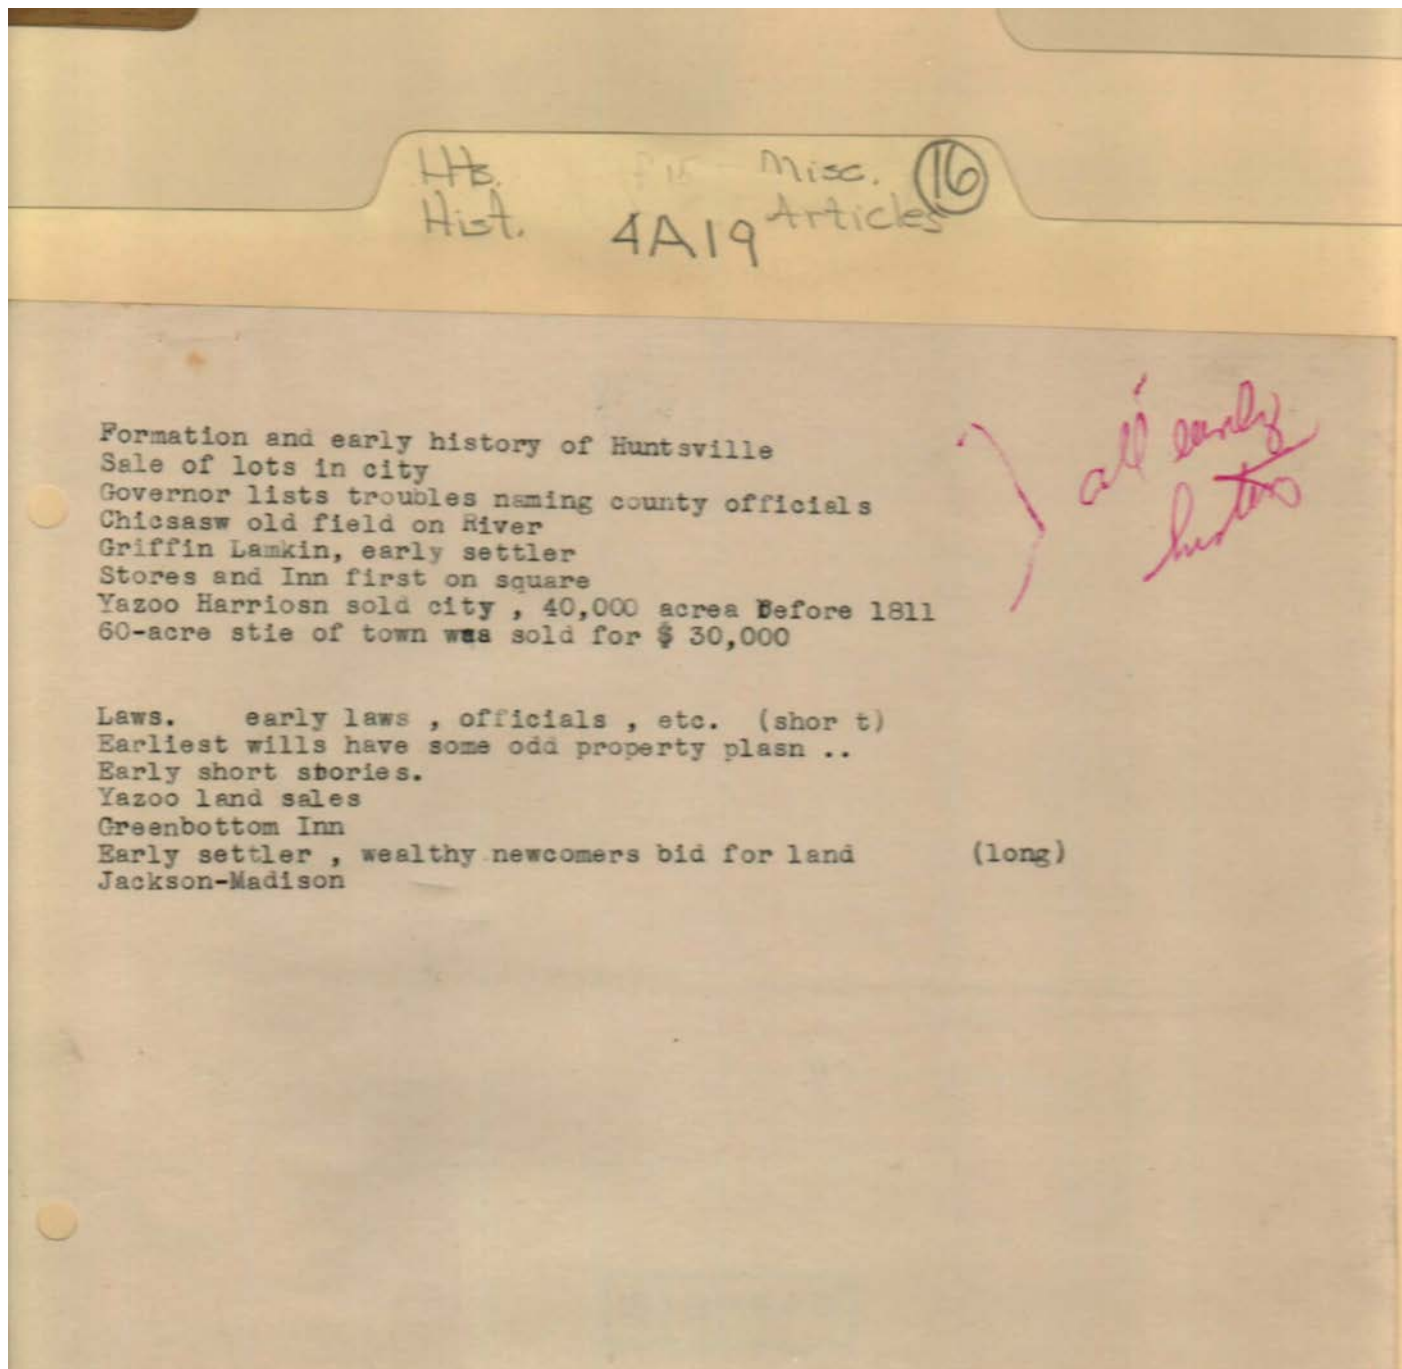 Hts. Misc. 16
Hist. 4A19 Articles
Formation and early history of Huntsville
Sale of lots in city
Governor lists troubles naming county officials
Chicsasw old field on River
Griffin Lamkin, early settler
Stores and Inn first on square
Yazoo Harriosn sold city , 40,000 acrea Before 1811
60-acre stie of town was sold for $ 30,000
all early
history
Laws. early laws , officials , etc. (shor t)
Earliest wills have some odd property plasn ..
Early short stories.
Yazoo land sales
Greenbottom Inn
Early settler , wealthy newcomers bid for land (long)
Jackson-Madison